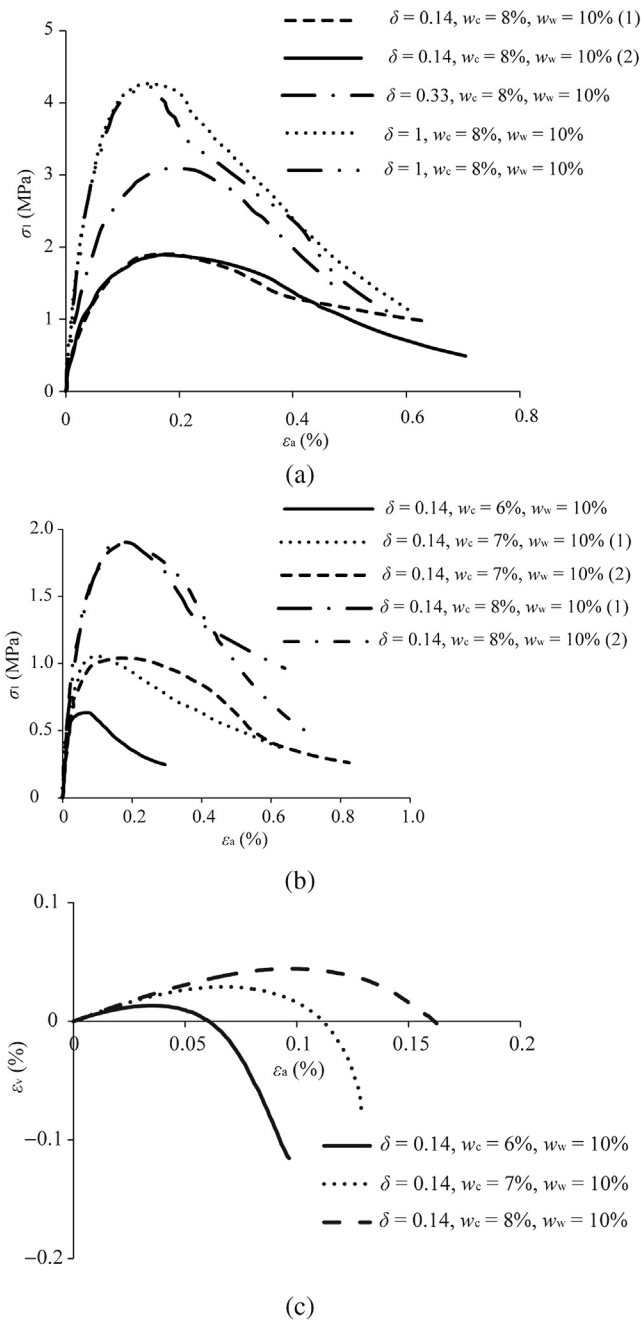 δ = 0.14, wc = 8%, ww = 10% (1)
δ = 0.14, wc = 8%, ww = 10% (2)
δ = 0.33, wc = 8%, ww = 10%
δ = 1, wc = 8%, ww = 10%
δ = 1, wc = 8%, ww = 10%
5
4
3
2
1
0
σ1 (MPa)
0
0.2
0.4
0.6
0.8
εa (%)
(a)
δ = 0.14, wc = 6%, ww = 10%
δ = 0.14, wc = 7%, ww = 10% (1)
δ = 0.14, wc = 7%, ww = 10% (2)
δ = 0.14, wc = 8%, ww = 10% (1)
δ = 0.14, wc = 8%, ww = 10% (2)
2.0
1.5
1.0
0.5
0
σ1 (MPa)
0
0.2
0.4
0.6
0.8
1.0
εa (%)
(b)
0.1
0
−0.1
−0.2
εv (%)
0
0.05
0.1
0.15
0.2
εa (%)
δ = 0.14, wc = 6%, ww = 10%
δ = 0.14, wc = 7%, ww = 10%
δ = 0.14, wc = 8%, ww = 10%
(c)